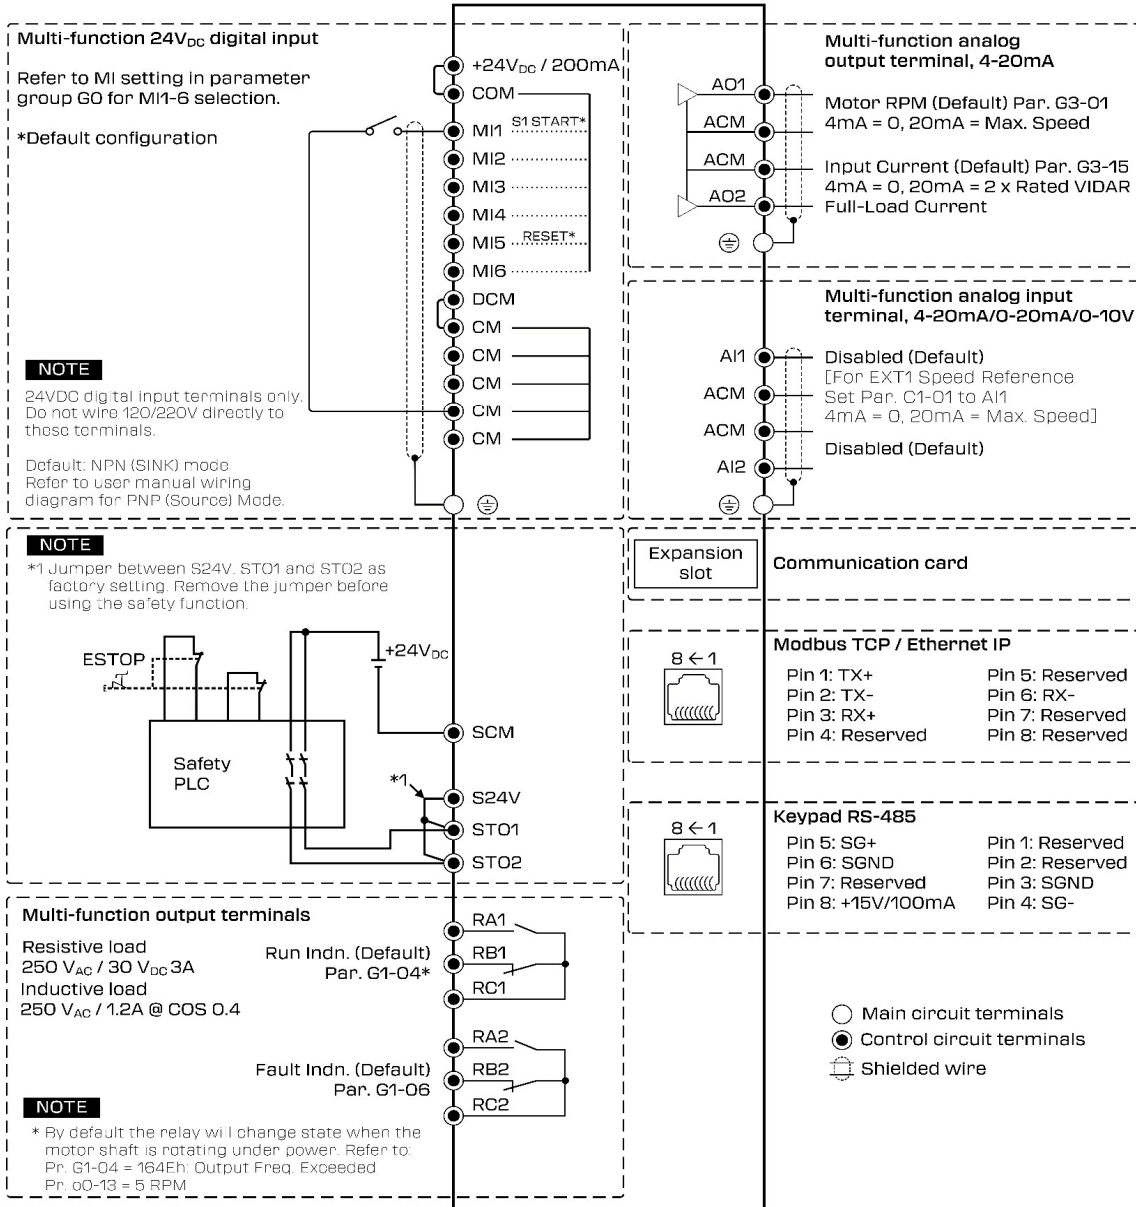 Multi-function 24VDC digital input
Refer to MI setting in parameter
group G0 for MI1-6 selection.
*Default configuration
+24VDC / 200mA
COM
MI1 S1 START*
MI2
MI3
MI4
MI5 RESET*
MI6
DCM
CM
CM
CM
CM
CM
NOTE
24VDC digital input terminals only.
Do not wire 120/220V directly to
these terminals.
Default: NPN (SINK) mode
Refer to user manual wiring
diagram for PNP (Source) Mode.
Multi-function analog
output terminal, 4-20mA
AO1
ACM
ACM
AO2
Motor RPM (Default) Par. G3-01
4mA = 0, 20mA = Max. Speed
Input Current (Default) Par. G3-15
4mA = 0, 20mA = 2 x Rated VIDAR
Full-Load Current
Multi-function analog input
terminal, 4-20mA/0-20mA/0-10V
AI1
ACM
ACM
AI2
Disabled (Default)
[For EXT1 Speed Reference
Set Par. C1-01 to AI1
4mA = 0, 20mA = Max. Speed]
Disabled (Default)
NOTE
*1 Jumper between S24V, STO1 and STO2 as
factory setting. Remove the jumper before
using the safety function.
ESTOP
+24VDC
Safety
PLC
SCM
*1
S24V
STO1
STO2
Expansion
slot
Communication card
Modbus TCP / Ethernet IP
8 ← 1
Pin 1: TX+
Pin 2: TX-
Pin 3: RX+
Pin 4: Reserved
Pin 5: Reserved
Pin 6: RX-
Pin 7: Reserved
Pin 8: Reserved
Keypad RS-485
8 ← 1
Pin 5: SG+
Pin 6: SGND
Pin 7: Reserved
Pin 8: +15V/100mA
Pin 1: Reserved
Pin 2: Reserved
Pin 3: SGND
Pin 4: SG-
Multi-function output terminals
Resistive load
250 VAC / 30 VDC 3A
Inductive load
250 VAC / 1.2A @ COS 0.4
Run Indn. (Default)
Par. G1-04*
RA1
RB1
RC1
Fault Indn. (Default)
Par. G1-06
RA2
RB2
RC2
NOTE
* By default the relay will change state when the
motor shaft is rotating under power. Refer to:
Pr. G1-04 = 164Eh: Output Freq. Exceeded
Pr. o0-13 = 5 RPM
Main circuit terminals
Control circuit terminals
Shielded wire